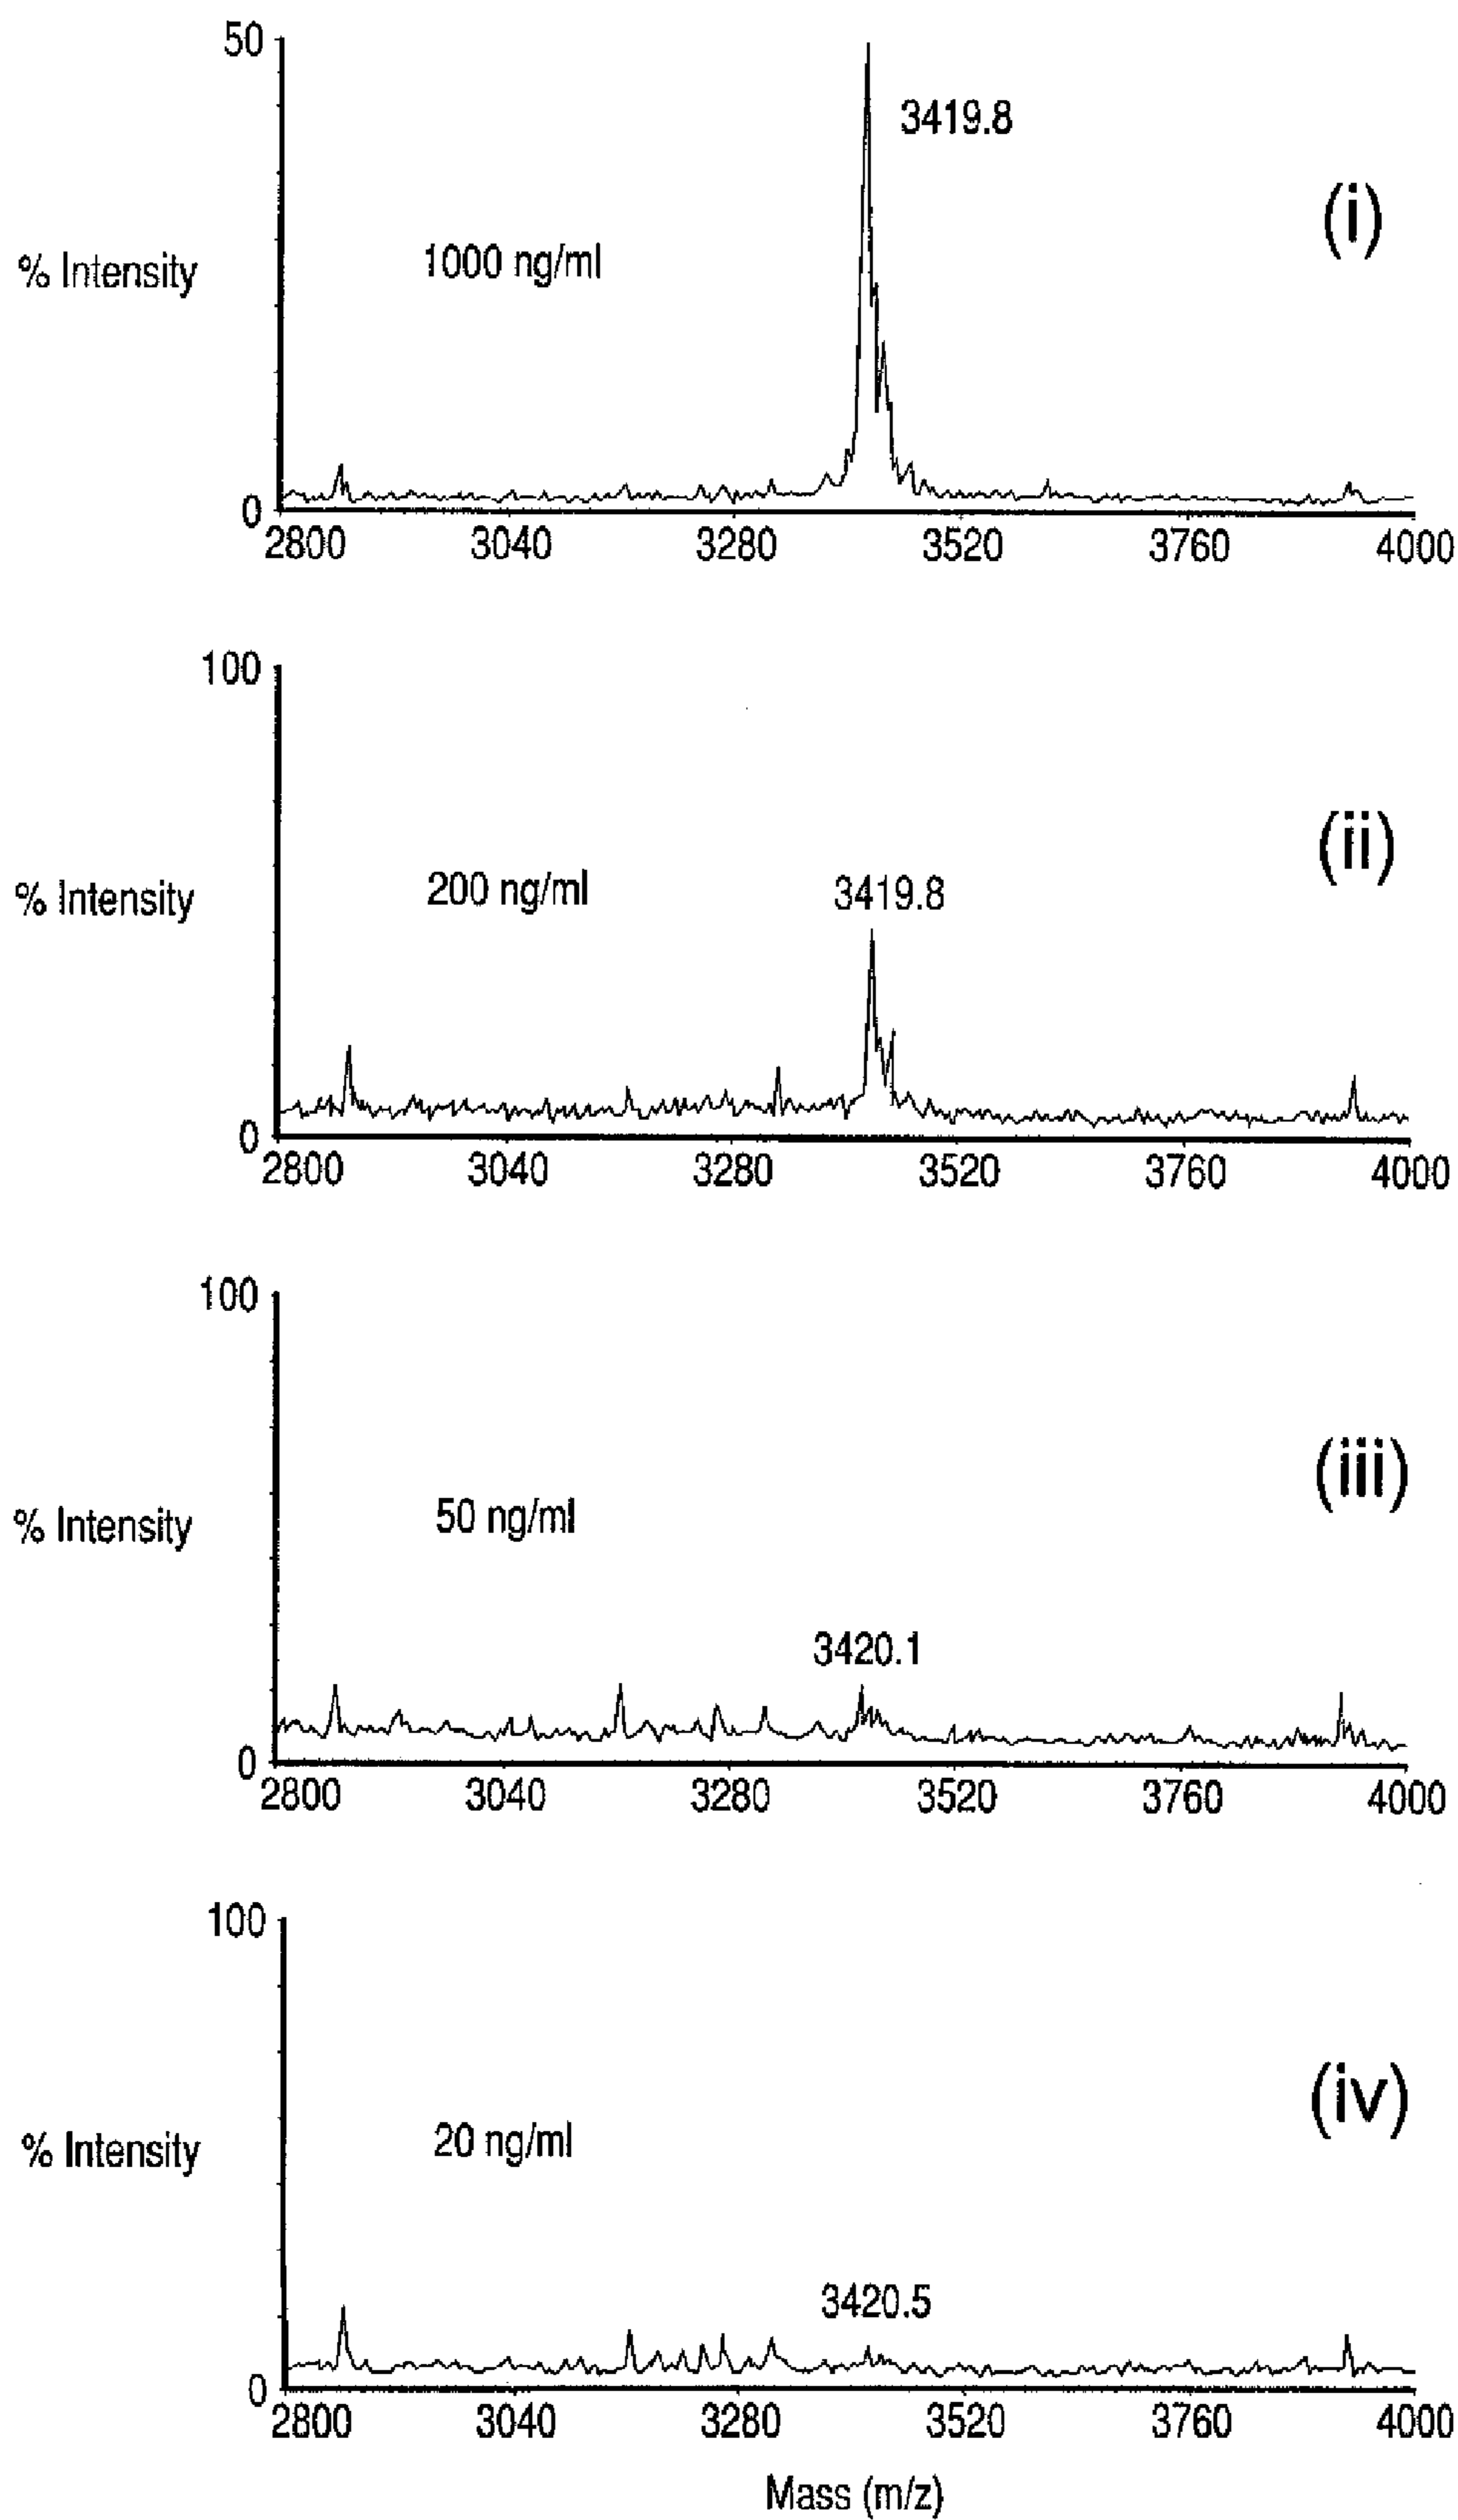 50
3419.8
(i)
% Intensity
1000 ng/ml
0
2800 3040 3280 3520 3760 4000
100
(ii)
% Intensity
200 ng/ml
3419.8
0
2800 3040 3280 3520 3760 4000
100
(iii)
% Intensity
50 ng/ml
3420.1
0
2800 3040 3280 3520 3760 4000
100
(iv)
% Intensity
20 ng/ml
3420.5
0
2800 3040 3280 3520 3760 4000
Mass (m/z)